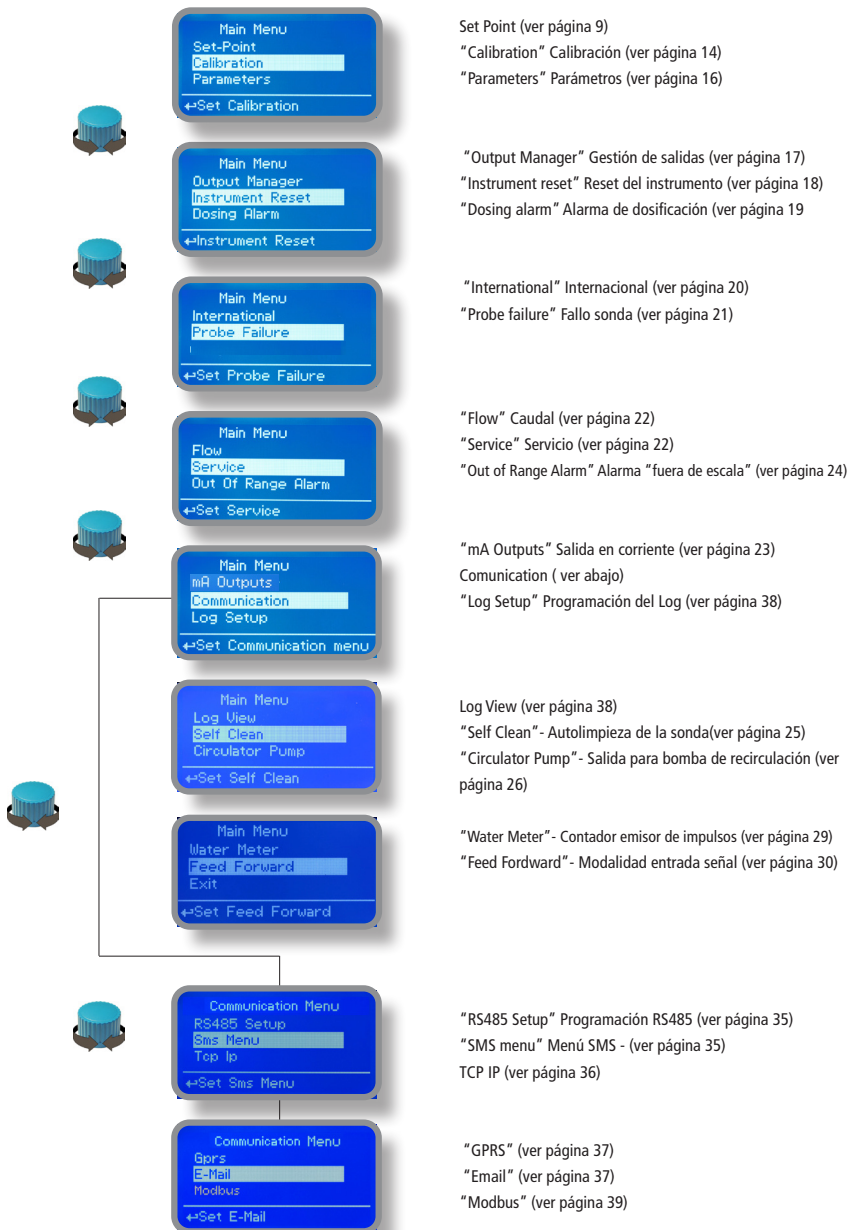 Main Menu
Set-Point
Calibration
Parameters
↵Set Calibration
Set Point (ver página 9)
“Calibration” Calibración (ver página 14)
“Parameters” Parámetros (ver página 16)
Main Menu
Output Manager
Instrument Reset
Dosing Alarm
↵Instrument Reset
“Output Manager” Gestión de salidas (ver página 17)
“Instrument reset” Reset del instrumento (ver página 18)
“Dosing alarm” Alarma de dosificación (ver página 19
Main Menu
International
Probe Failure
↵Set Probe Failure
“International” Internacional (ver página 20)
“Probe failure” Fallo sonda (ver página 21)
Main Menu
Flow
Service
Out Of Range Alarm
↵Set Service
“Flow” Caudal (ver página 22)
“Service” Servicio (ver página 22)
“Out of Range Alarm” Alarma “fuera de escala” (ver página 24)
Main Menu
mA Outputs
Communication
Log Setup
↵Set Communication menu
“mA Outputs” Salida en corriente (ver página 23)
Comunication ( ver abajo)
“Log Setup” Programación del Log (ver página 38)
Main Menu
Log View
Self Clean
Circulator Pump
↵Set Self Clean
Log View (ver página 38)
“Self Clean”- Autolimpieza de la sonda(ver página 25)
“Circulator Pump”- Salida para bomba de recirculación (ver
página 26)
Main Menu
Water Meter
Feed Forward
Exit
↵Set Feed Forward
“Water Meter”- Contador emisor de impulsos (ver página 29)
“Feed Fordward”- Modalidad entrada señal (ver página 30)
Communication Menu
RS485 Setup
Sms Menu
Tcp Ip
↵Set Sms Menu
“RS485 Setup” Programación RS485 (ver página 35)
“SMS menu” Menú SMS - (ver página 35)
TCP IP (ver página 36)
Communication Menu
Gprs
E-Mail
Modbus
↵Set E-Mail
“GPRS” (ver página 37)
“Email” (ver página 37)
“Modbus” (ver página 39)